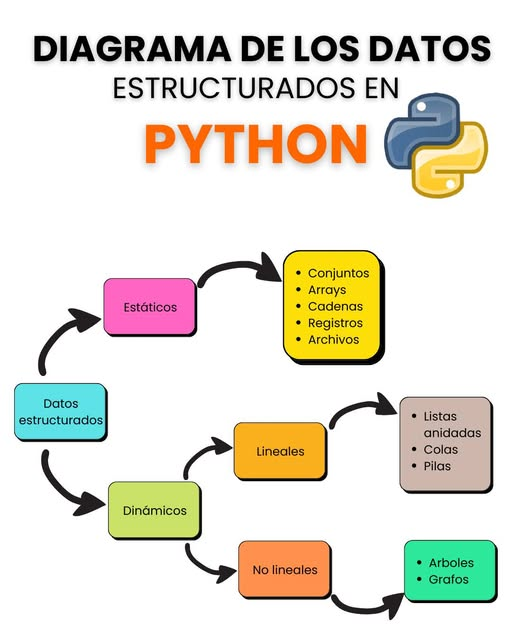 DIAGRAMA DE LOS DATOS
ESTRUCTURADOS EN
PYTHON
Estáticos
• Conjuntos
• Arrays
• Cadenas
• Registros
• Archivos
Datos
estructurados
Lineales
• Listas
anidadas
• Colas
• Pilas
Dinámicos
No lineales
• Arboles
• Grafos